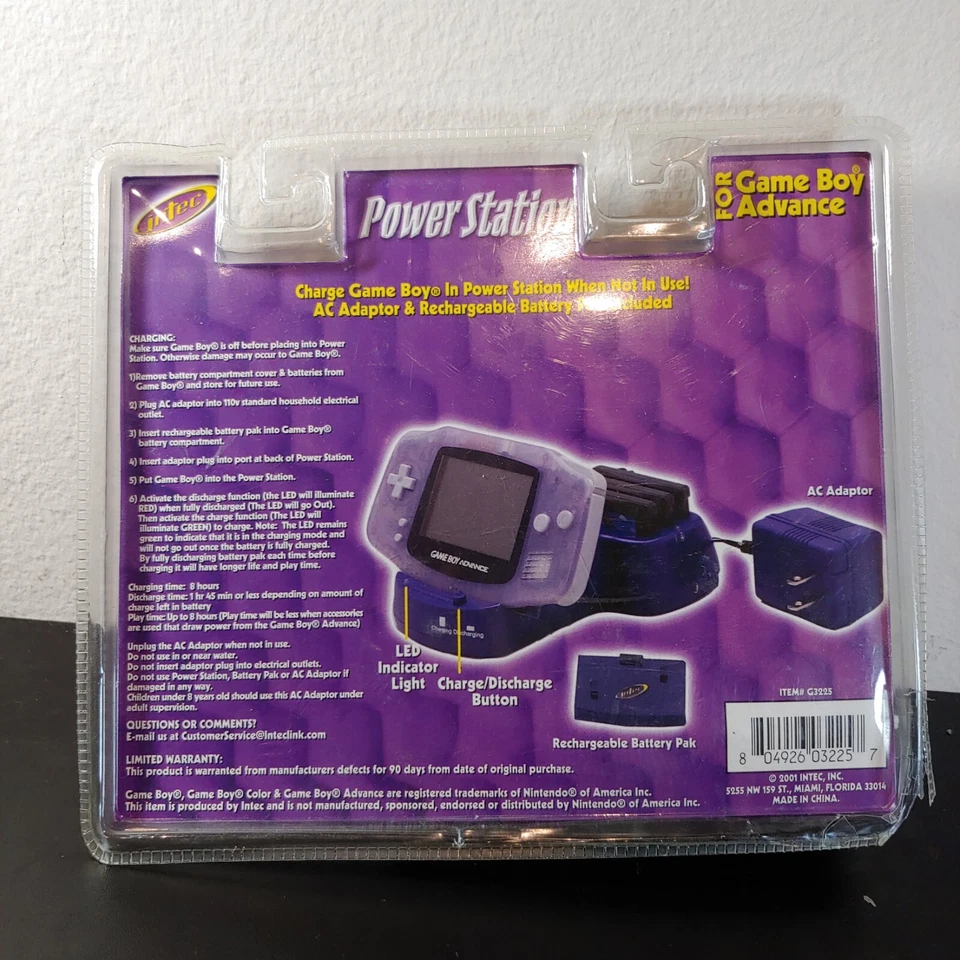 intec
Power Station
FOR Game Boy®
Advance
Charge Game Boy® In Power Station When Not In Use!
AC Adaptor & Rechargeable Battery Included
CHARGING:
Make sure Game Boy® is off before placing into Power
Station. Otherwise damage may occur to Game Boy®.
1)Remove battery compartment cover & batteries from
Game Boy® and store for future use.
2) Plug AC adaptor into 110v standard household electrical
outlet.
3) Insert rechargeable battery pak into Game Boy®
battery compartment.
4) Insert adaptor plug into port at back of Power Station.
5) Put Game Boy® into the Power Station.
6) Activate the discharge function (the LED will illuminate
RED) when fully discharged (The LED will go Out).
Then activate the charge function (The LED will
illuminate GREEN) to charge. Note: The LED remains
green to indicate that it is in the charging mode and
will not go out once the battery is fully charged.
By fully discharging battery pak each time before
charging it will have longer life and play time.
Charging time: 8 hours
Discharge time: 1 hr 45 min or less depending on amount of
charge left in battery
Play time: Up to 8 hours (Play time will be less when accessories
are used that draw power from the Game Boy® Advance)
Unplug the AC Adaptor when not in use.
Do not use in or near water.
Do not insert adaptor plug into electrical outlets.
Do not use Power Station, Battery Pak or AC Adaptor if
damaged in any way.
Children under 8 years old should use this AC Adaptor under
adult supervision.
QUESTIONS OR COMMENTS?
E-mail us at CustomerService@Inteclink.com
LIMITED WARRANTY:
This product is warranted from manufacturers defects for 90 days from date of original purchase.
Game Boy®, Game Boy® Color & Game Boy® Advance are registered trademarks of Nintendo® of America Inc.
This item is produced by Intec and is not manufactured, sponsored, endorsed or distributed by Nintendo® of America Inc.
GAME BOY ADVANCE
Charging Discharging
LED
Indicator
Light
Charge/Discharge
Button
AC Adaptor
intec
Rechargeable Battery Pak
ITEM# G3225
8 04926 03225 7
© 2001 INTEC, INC.
5255 NW 159 ST., MIAMI, FLORIDA 33014
MADE IN CHINA.